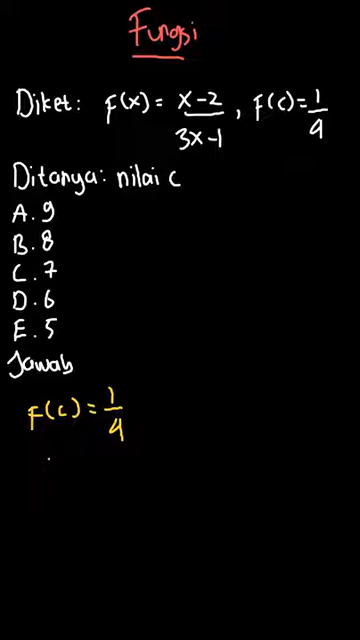 Fungsi
Diket: F(x) = x-2/3x-1, F(c) = 1/4
Ditanya: nilai c
A. 9
B. 8
C. 7
D. 6
E. 5
Jawab
F(c) = 1/4